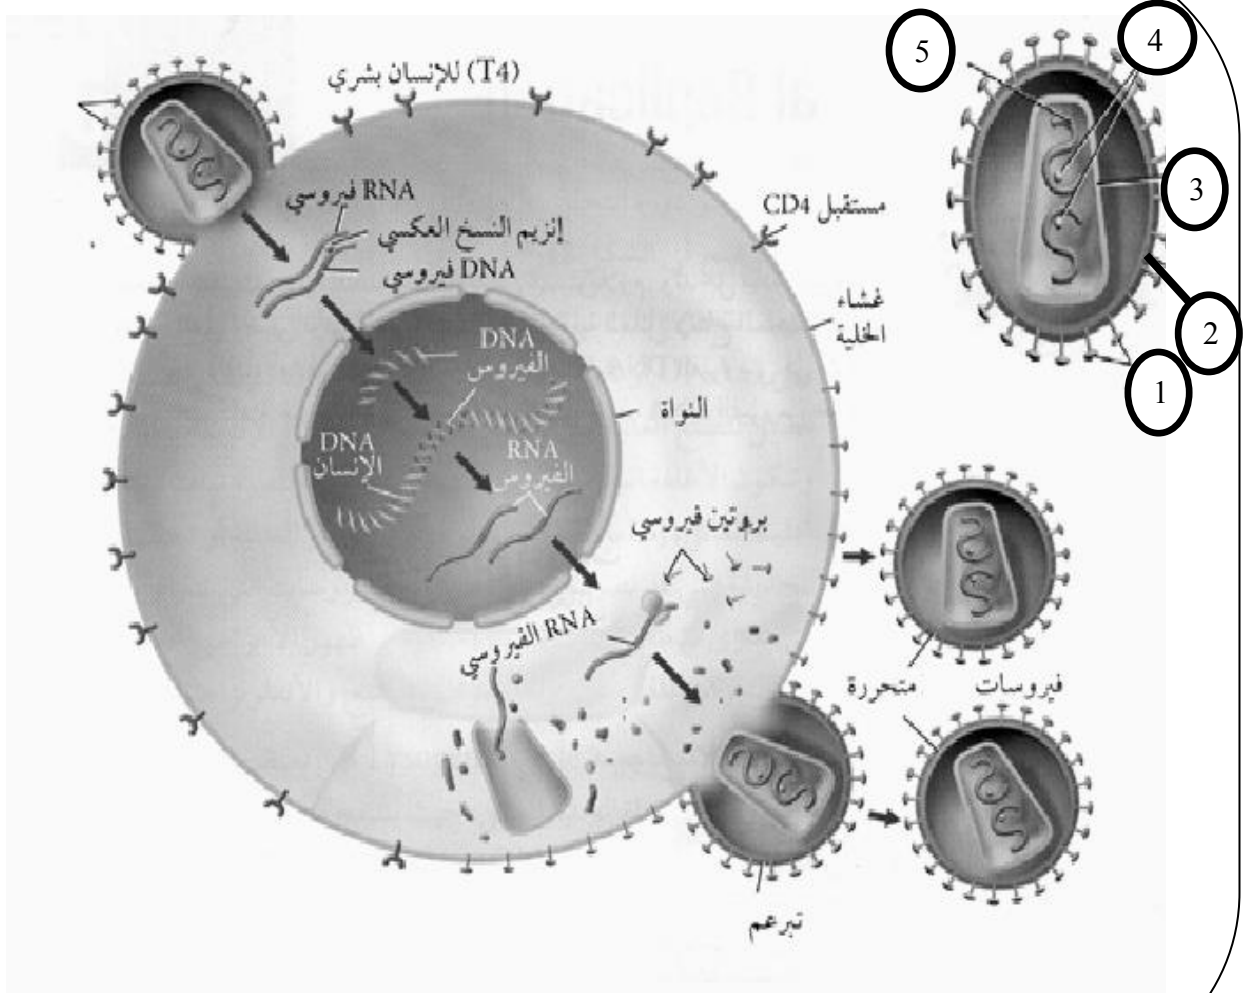 5
4
(T4) للإنسان بشري
3
RNA فيروسي
مستقبل CD4
إنزيم النسخ العكسي
DNA فيروسي
غشاء
الخلية
2
DNA
الفيروس
1
النواة
DNA
الإنسان
RNA
الفيروس
بروتين فيروسي
RNA الفيروسي
فيروسات متحررة
تبرعم